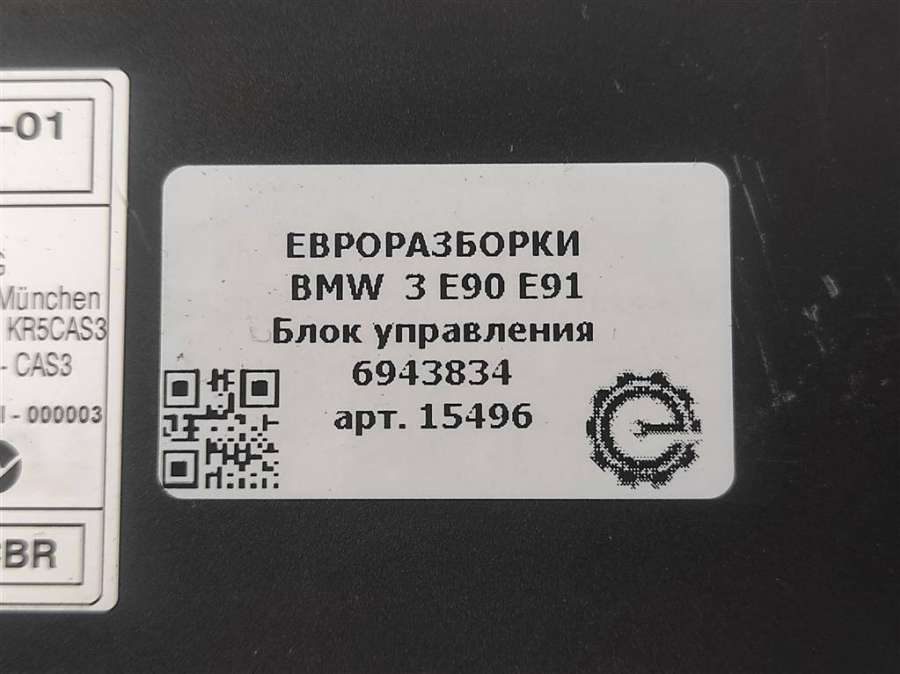 -01
München
KR5CAS3
- CAS3
- 000003
BR
ЕВРОРАЗБОРКИ
BMW 3 E90 E91
Блок управления
6943834
арт. 15496